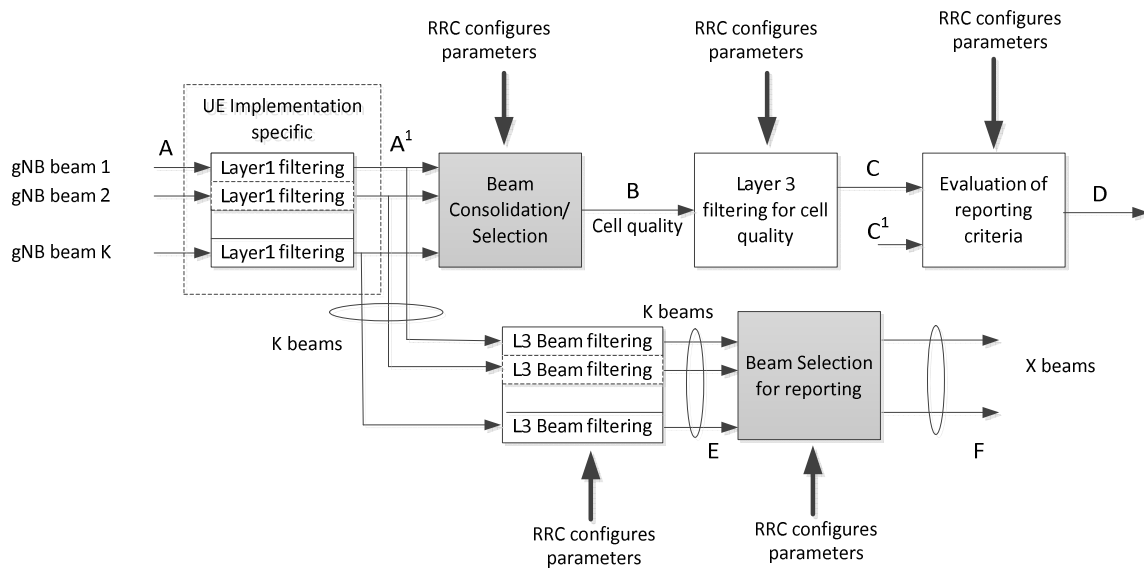 RRC configures
parameters
RRC configures
parameters
RRC configures
parameters
UE Implementation
specific
A
A¹
gNB beam 1
Layer1 filtering
gNB beam 2
Layer1 filtering
gNB beam K
Layer1 filtering
Beam
Consolidation/
Selection
B
Cell quality
Layer 3
filtering for cell
quality
C
C¹
Evaluation of
reporting
criteria
D
K beams
L3 Beam filtering
L3 Beam filtering
L3 Beam filtering
K beams
E
Beam Selection
for reporting
X beams
F
RRC configures
parameters
RRC configures
parameters